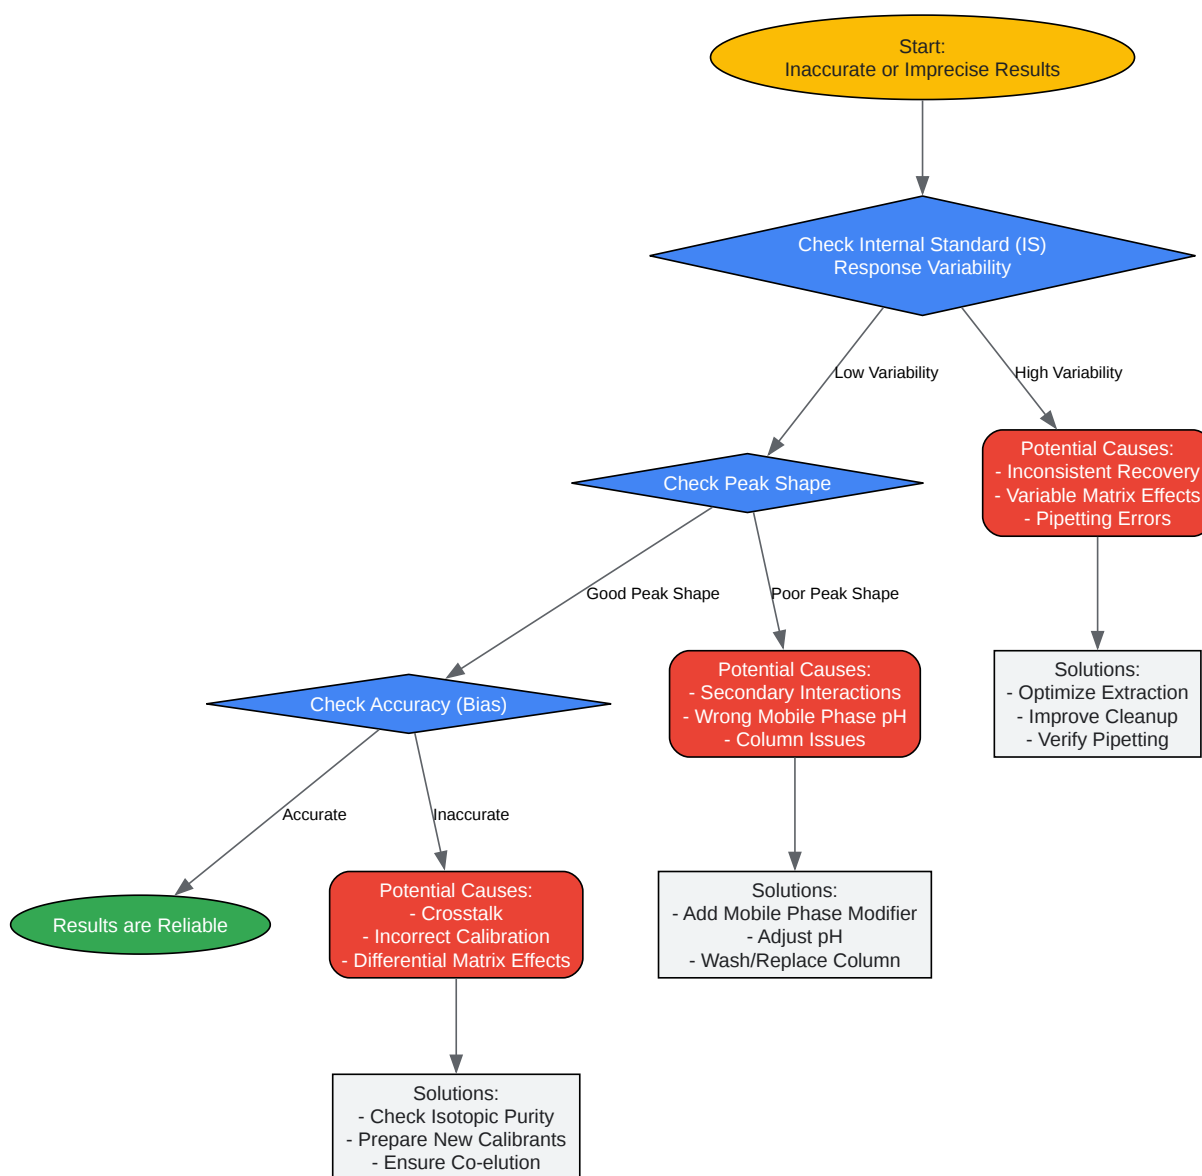 Start:
Inaccurate or Imprecise Results
Check Internal Standard (IS)
Response Variability
Low Variability
High Variability
Potential Causes:
- Inconsistent Recovery
- Variable Matrix Effects
- Pipetting Errors
Check Peak Shape
Good Peak Shape
Poor Peak Shape
Potential Causes:
- Secondary Interactions
- Wrong Mobile Phase pH
- Column Issues
Solutions:
- Optimize Extraction
- Improve Cleanup
- Verify Pipetting
Check Accuracy (Bias)
Accurate
Inaccurate
Results are Reliable
Potential Causes:
- Crosstalk
- Incorrect Calibration
- Differential Matrix Effects
Solutions:
- Add Mobile Phase Modifier
- Adjust pH
- Wash/Replace Column
Solutions:
- Check Isotopic Purity
- Prepare New Calibrants
- Ensure Co-elution